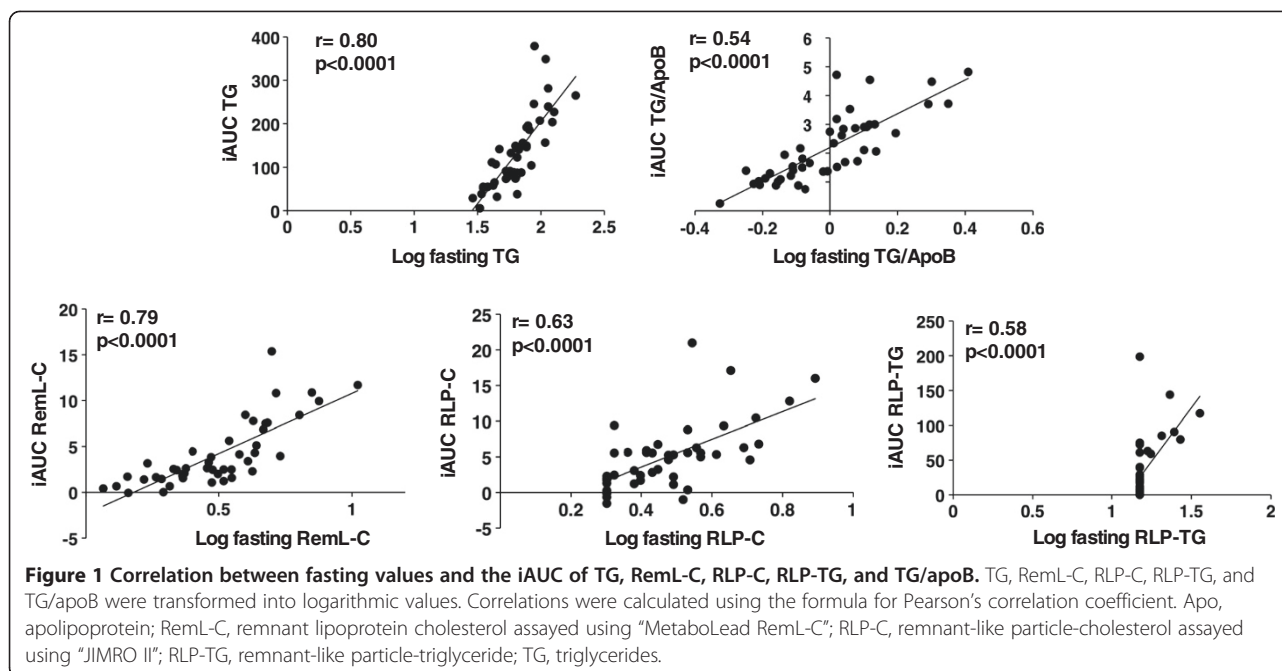 r= 0.80
p<0.0001
iAUC TG
400
300
200
100
0
0 0.5 1 1.5 2 2.5
Log fasting TG
r= 0.54
p<0.0001
iAUC TG/ApoB
6
5
4
3
2
-0.4 -0.2 0 0.2 0.4 0.6
Log fasting TG/ApoB
r= 0.79
p<0.0001
iAUC RemL-C
20
15
10
5
0
-5
0.5 1
Log fasting RemL-C
r= 0.63
p<0.0001
iAUC RLP-C
25
20
15
10
5
0
-5
0.2 0.4 0.6 0.8 1
Log fasting RLP-C
r= 0.58
p<0.0001
iAUC RLP-TG
250
200
150
100
50
0
0 0.5 1 1.5 2
Log fasting RLP-TG
Figure 1 Correlation between fasting values and the iAUC of TG, RemL-C, RLP-C, RLP-TG, and TG/apoB. TG, RemL-C, RLP-C, RLP-TG, and
TG/apoB were transformed into logarithmic values. Correlations were calculated using the formula for Pearson's correlation coefficient. Apo,
apolipoprotein; RemL-C, remnant lipoprotein cholesterol assayed using "MetaboLead RemL-C"; RLP-C, remnant-like particle-cholesterol assayed
using "JIMRO II"; RLP-TG, remnant-like particle-triglyceride; TG, triglycerides.